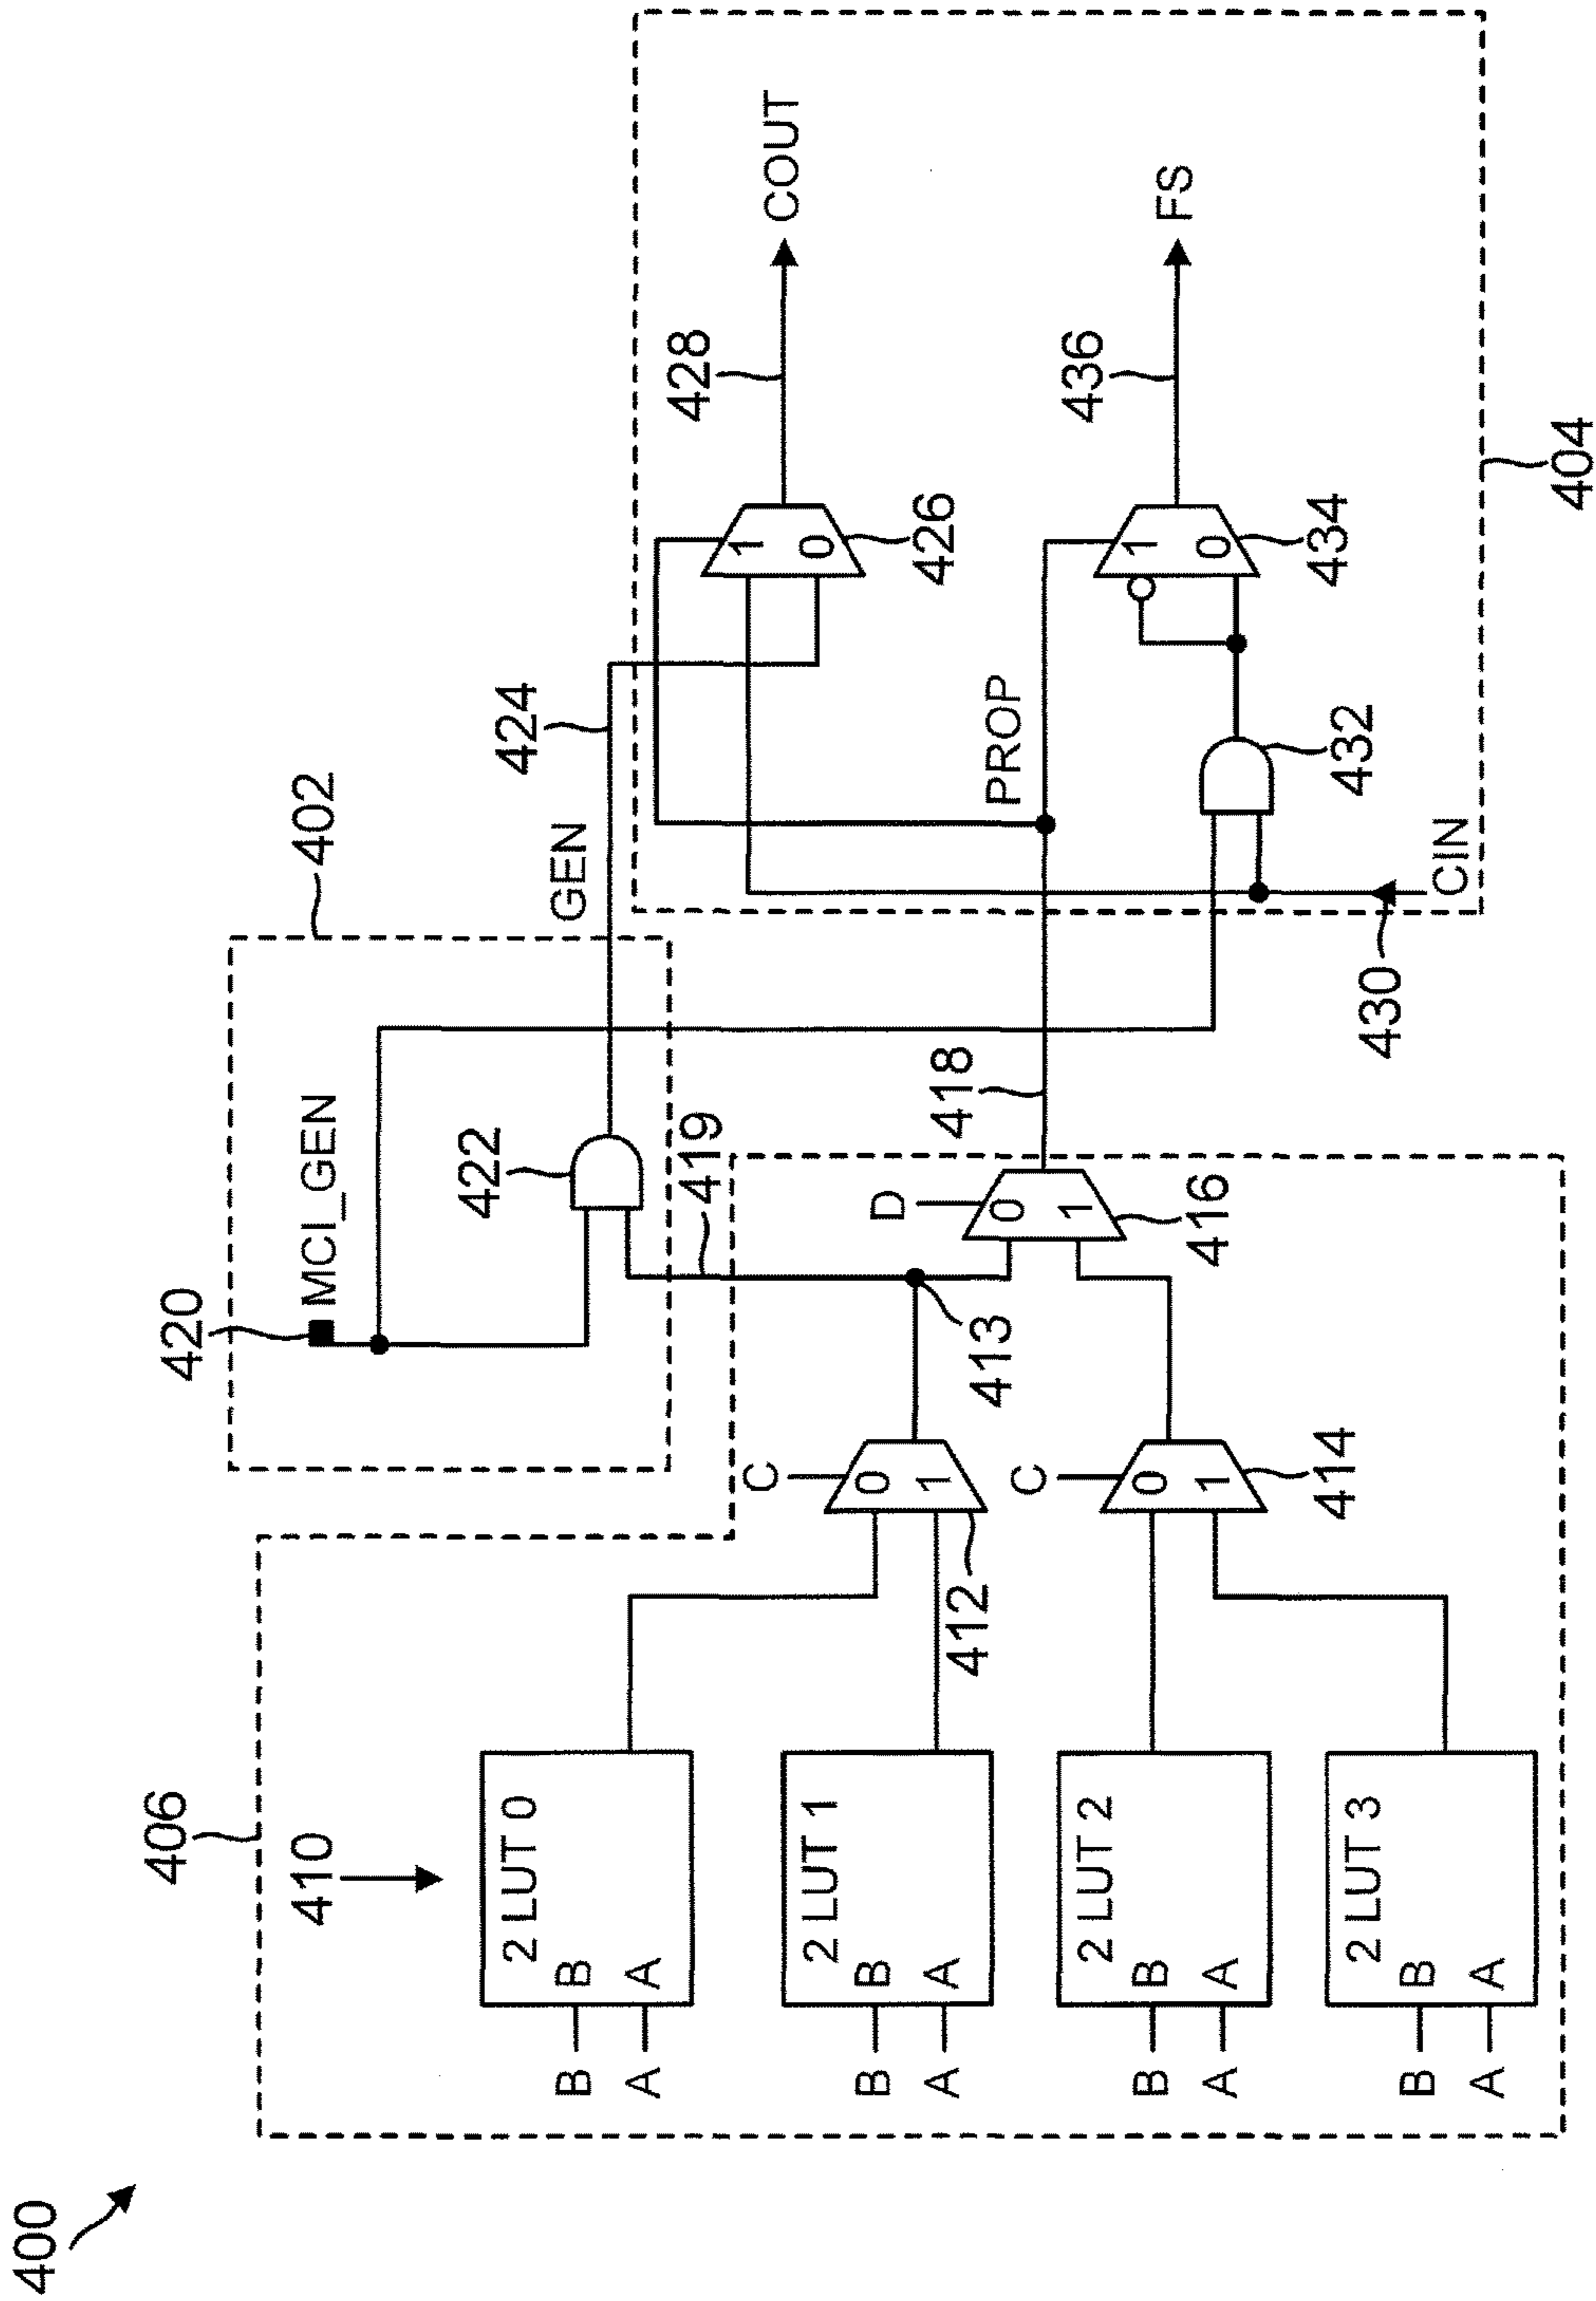 400
406
410
2 LUT 0
B
A
B
A
2 LUT 1
B
A
B
A
2 LUT 2
B
A
B
A
2 LUT 3
B
A
B
A
412
C
0
1
C
0
1
414
420
MCI_GEN
402
422
419
413
D
0
1
416
418
GEN
424
PROP
430
CIN
432
1
0
426
1
0
434
428
COUT
436
FS
404